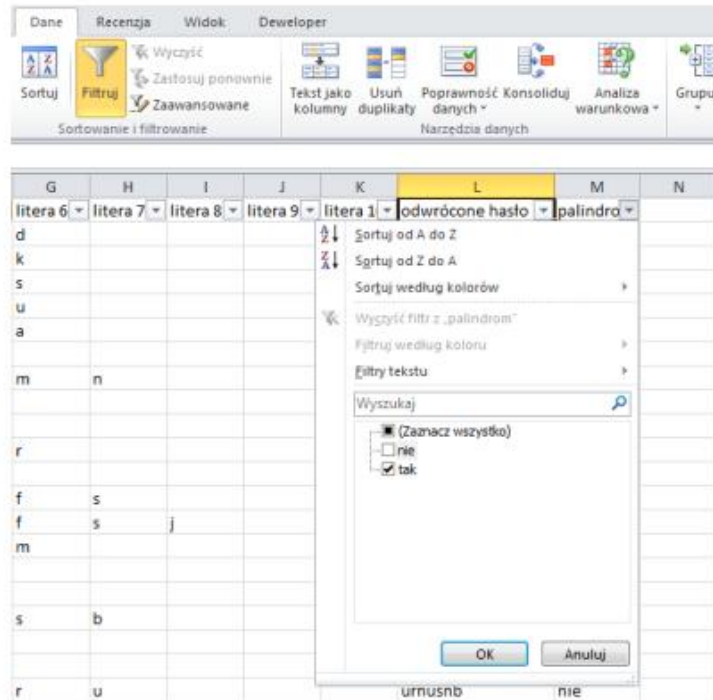 Dane Recenzja Widok Deweloper
Sortuj Filtruj Wyczyść
Zastosuj ponownie
Zaawansowane
Tekst jako kolumny
Usuń duplikaty
Poprawność danych
Konsoliduj
Analiza warunkowa
Grupu
Sortowanie i filtrowanie Narzędzia danych
G H I J K L M N
litera 6 litera 7 litera 8 litera 9 litera 1 odwrócone hasło palindro
d
k
s
u
a
m n
r
f s
f s j
m
s b
r u urnusnb nie
Sortuj od A do Z
Sortuj od Z do A
Sortuj według kolorów
Wyczyść filtr z „palindrom"
Filtruj według koloru
Filtry tekstu
Wyszukaj
(Zaznacz wszystko)
nie
tak
OK Anuluj